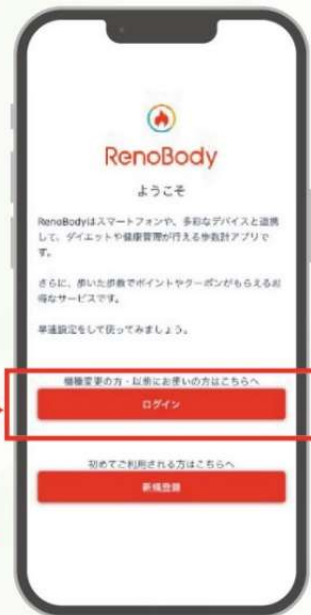 RenoBody
ようこそ
RenoBodyはスマートフォンや、多彩なデバイスと連携
して、ダイエットや健康管理が行える歩数計アプリで
す。
さらに、歩いた歩数でポイントやクーポンがもらえるお
得なサービスです。
早速設定をして使ってみましょう。
機種変更の方・以前にお使いの方はこちらへ
ログイン
初めてご利用される方はこちらへ
新規登録